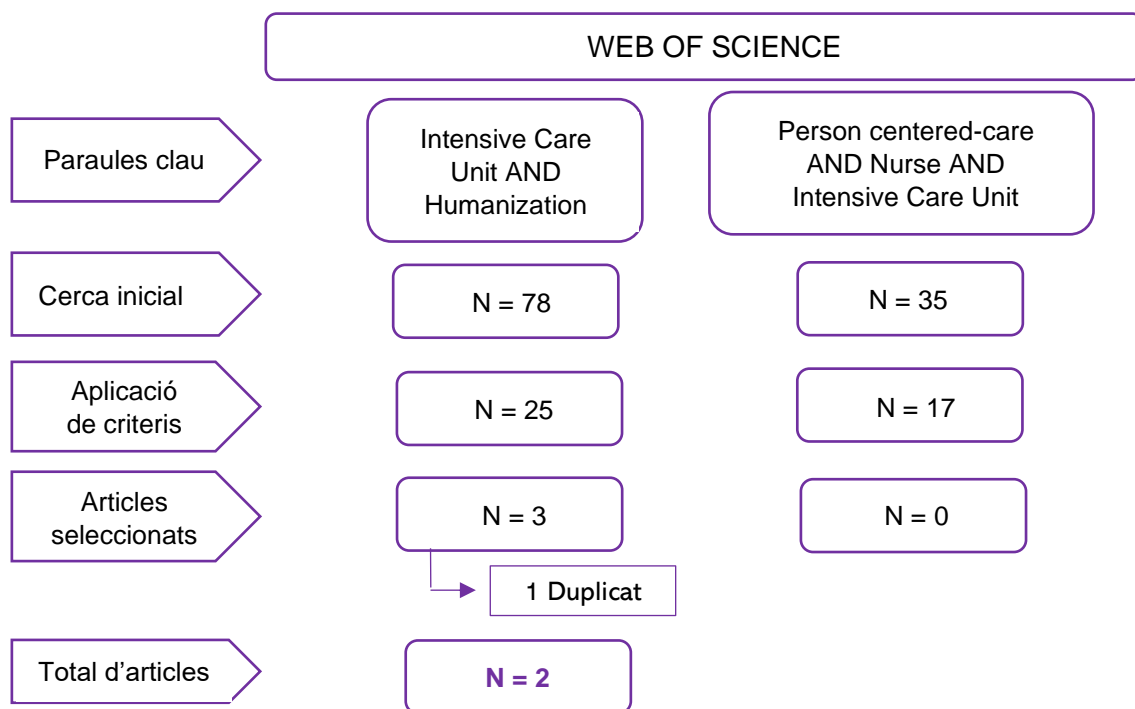 WEB OF SCIENCE
Paraules clau
Intensive Care
Unit AND
Humanization
Person centered-care
AND Nurse AND
Intensive Care Unit
Cerca inicial
N = 78
N = 35
Aplicació
de criteris
N = 25
N = 17
Articles
seleccionats
N = 3
N = 0
1 Duplicat
Total d’articles
N = 2